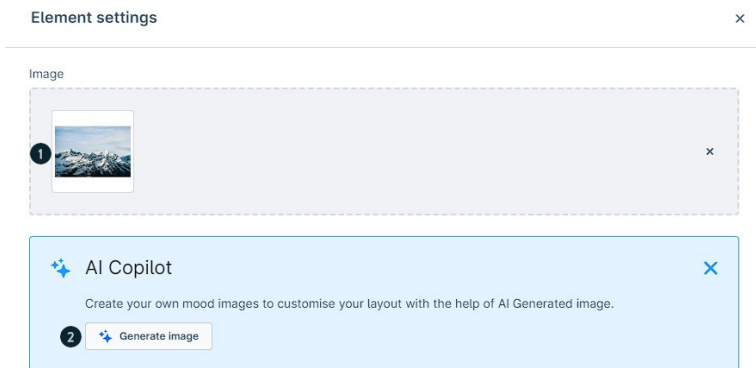 Element settings
Image
1
AI Copilot
Create your own mood images to customise your layout with the help of AI Generated image.
2 Generate image